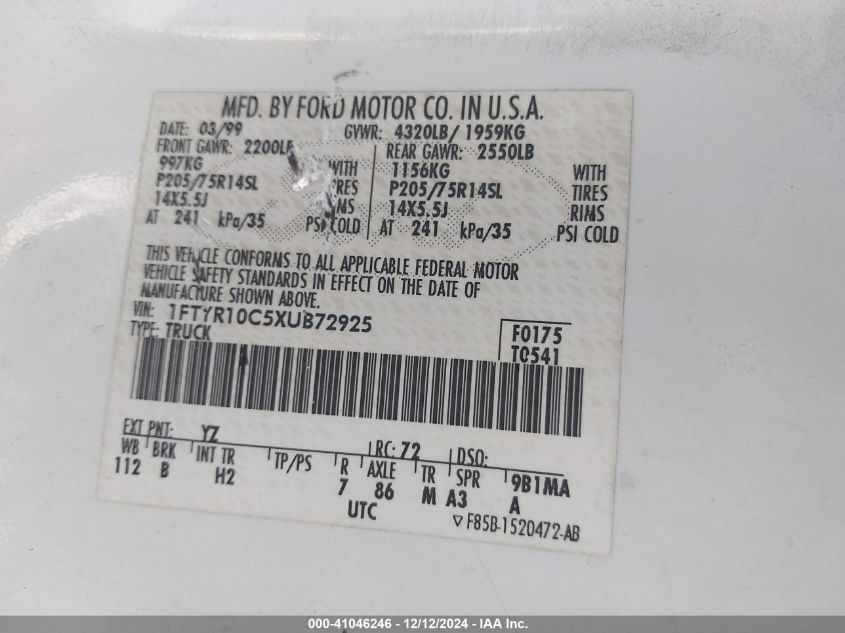 MFD. BY FORD MOTOR CO. IN U.S.A.
DATE: 03/99 GVWR: 4320LB/ 1959KG
FRONT GAWR: 2200LB REAR GAWR: 2550LB
997KG WITH 1156KG WITH
P205/75R14SL TIRES P205/75R14SL TIRES
14X5.5J RIMS 14X5.5J RIMS
AT 241 kPa/35 PSI COLD AT 241 kPa/35 PSI COLD
THIS VEHICLE CONFORMS TO ALL APPLICABLE FEDERAL MOTOR
VEHICLE SAFETY STANDARDS IN EFFECT ON THE DATE OF
MANUFACTURE SHOWN ABOVE.
VIN: 1FTYR10C5XUB72925
TYPE: TRUCK
F0175
T0541
EXT PNT: YZ RC: 72 DSO:
WB BRK INT TR TP/PS R AXLE TR SPR 9B1MA
112 B H2 7 86 M A3 A
UTC
▽ F85B-1520472-AB
000-41046246 - 12/12/2024 - IAA Inc.